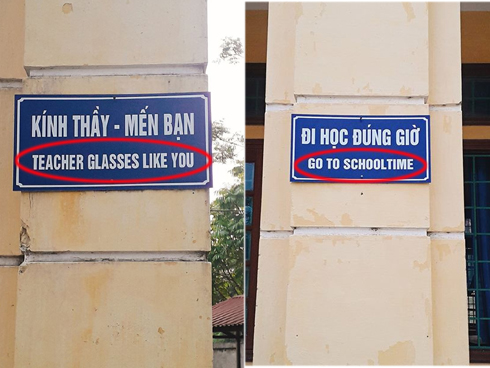 KÍNH THẦY - MẾN BẠN
TEACHER GLASSES LIKE YOU
ĐI HỌC ĐÚNG GIỜ
GO TO SCHOOLTIME